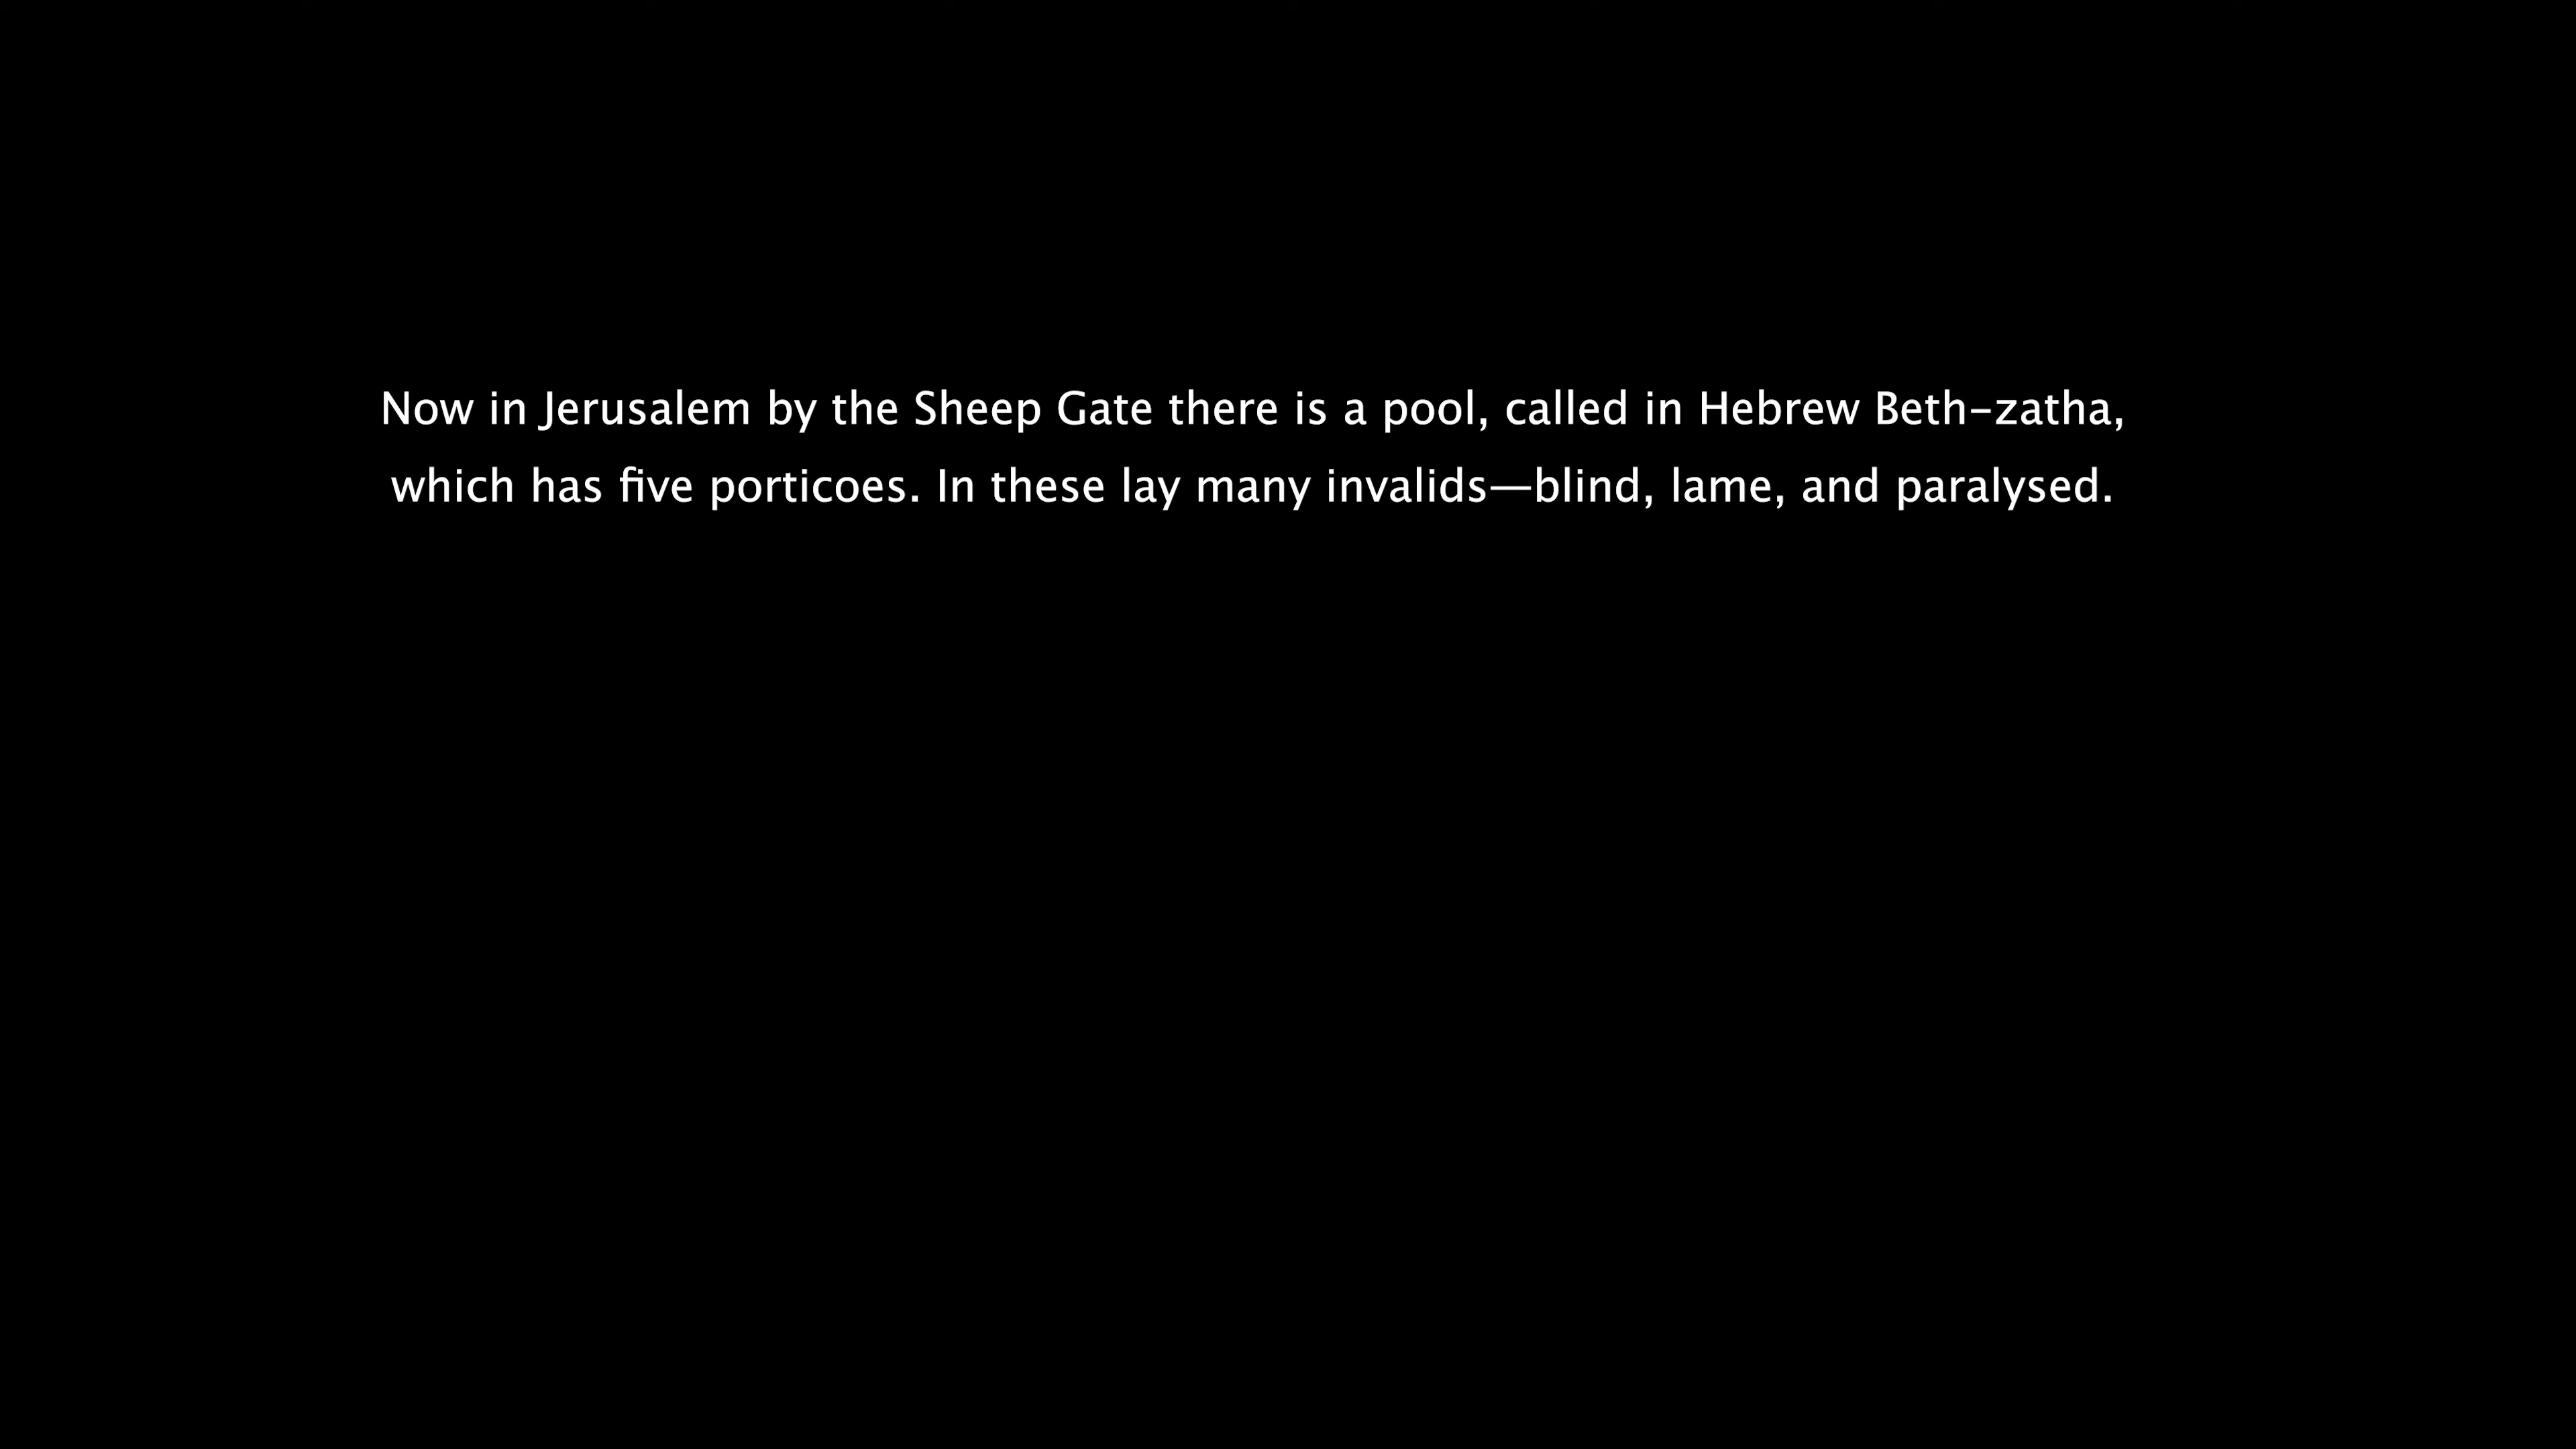 Now in Jerusalem by the Sheep Gate there is a pool, called in Hebrew Beth-zatha,
which has five porticoes. In these lay many invalids—blind, lame, and paralysed.